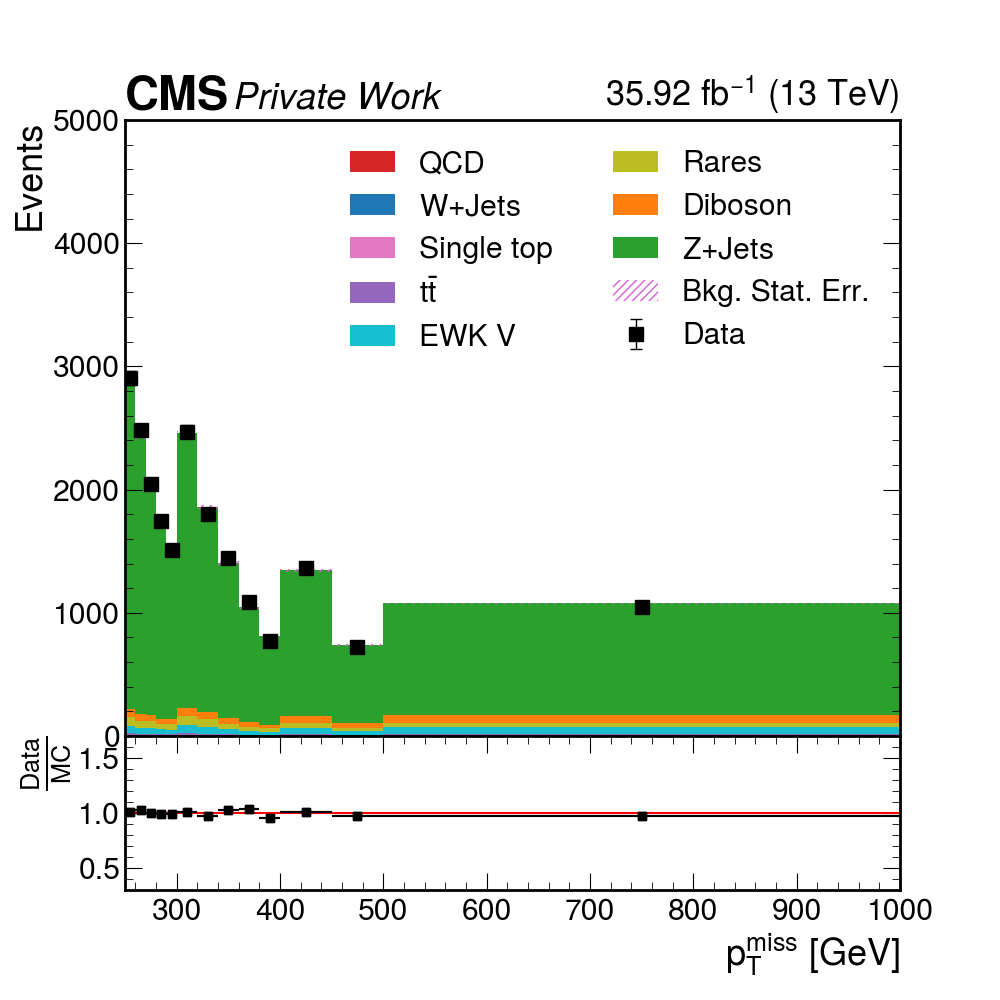 CMS Private Work 35.92 fb⁻¹ (13 TeV)
Events
5000
4000
3000
2000
1000
0
QCD
W+Jets
Single top
tt̄
EWK V
Rares
Diboson
Z+Jets
Bkg. Stat. Err.
Data
Data
MC
1.5
1.0
0.5
300 400 500 600 700 800 900 1000
p_T^miss [GeV]